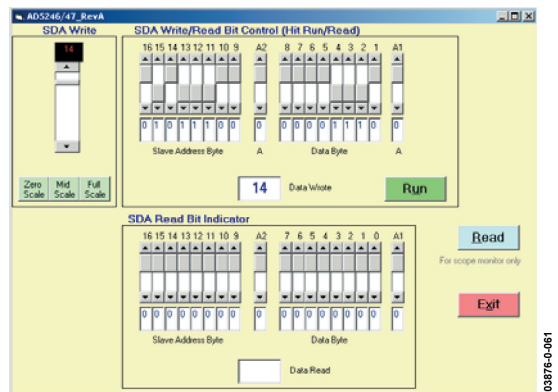 AD5246/47_RevA
SDA Write
SDA Write/Read Bit Control (Hit Run/Read)
14
16 15 14 13 12 11 10 9 A2 8 7 6 5 4 3 2 1 A1
0 1 0 1 1 1 0 0 A 0 0 0 0 1 1 1 0 A
Slave Address Byte A Data Byte A
Zero Scale
Mid Scale
Full Scale
14 Data Wrote Run
SDA Read Bit Indicator
16 15 14 13 12 11 10 9 A2 7 6 5 4 3 2 1 0 A1
0 0 0 0 0 0 0 0 0 0 0 0 0 0 0 0 0 0
Slave Address Byte Data Byte
Data Read
Read
For scope monitor only
Exit
03876-0-061